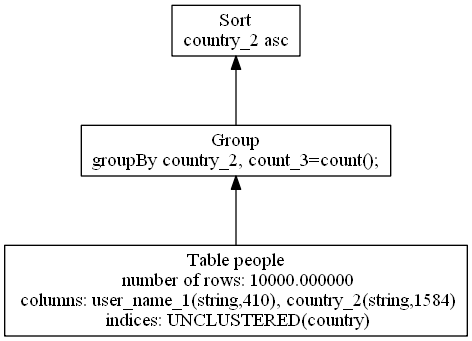 Sort
country_2 asc
Group
groupBy country_2, count_3=count();
Table people
number of rows: 10000.000000
columns: user_name_1(string,410), country_2(string,1584)
indices: UNCLUSTERED(country)